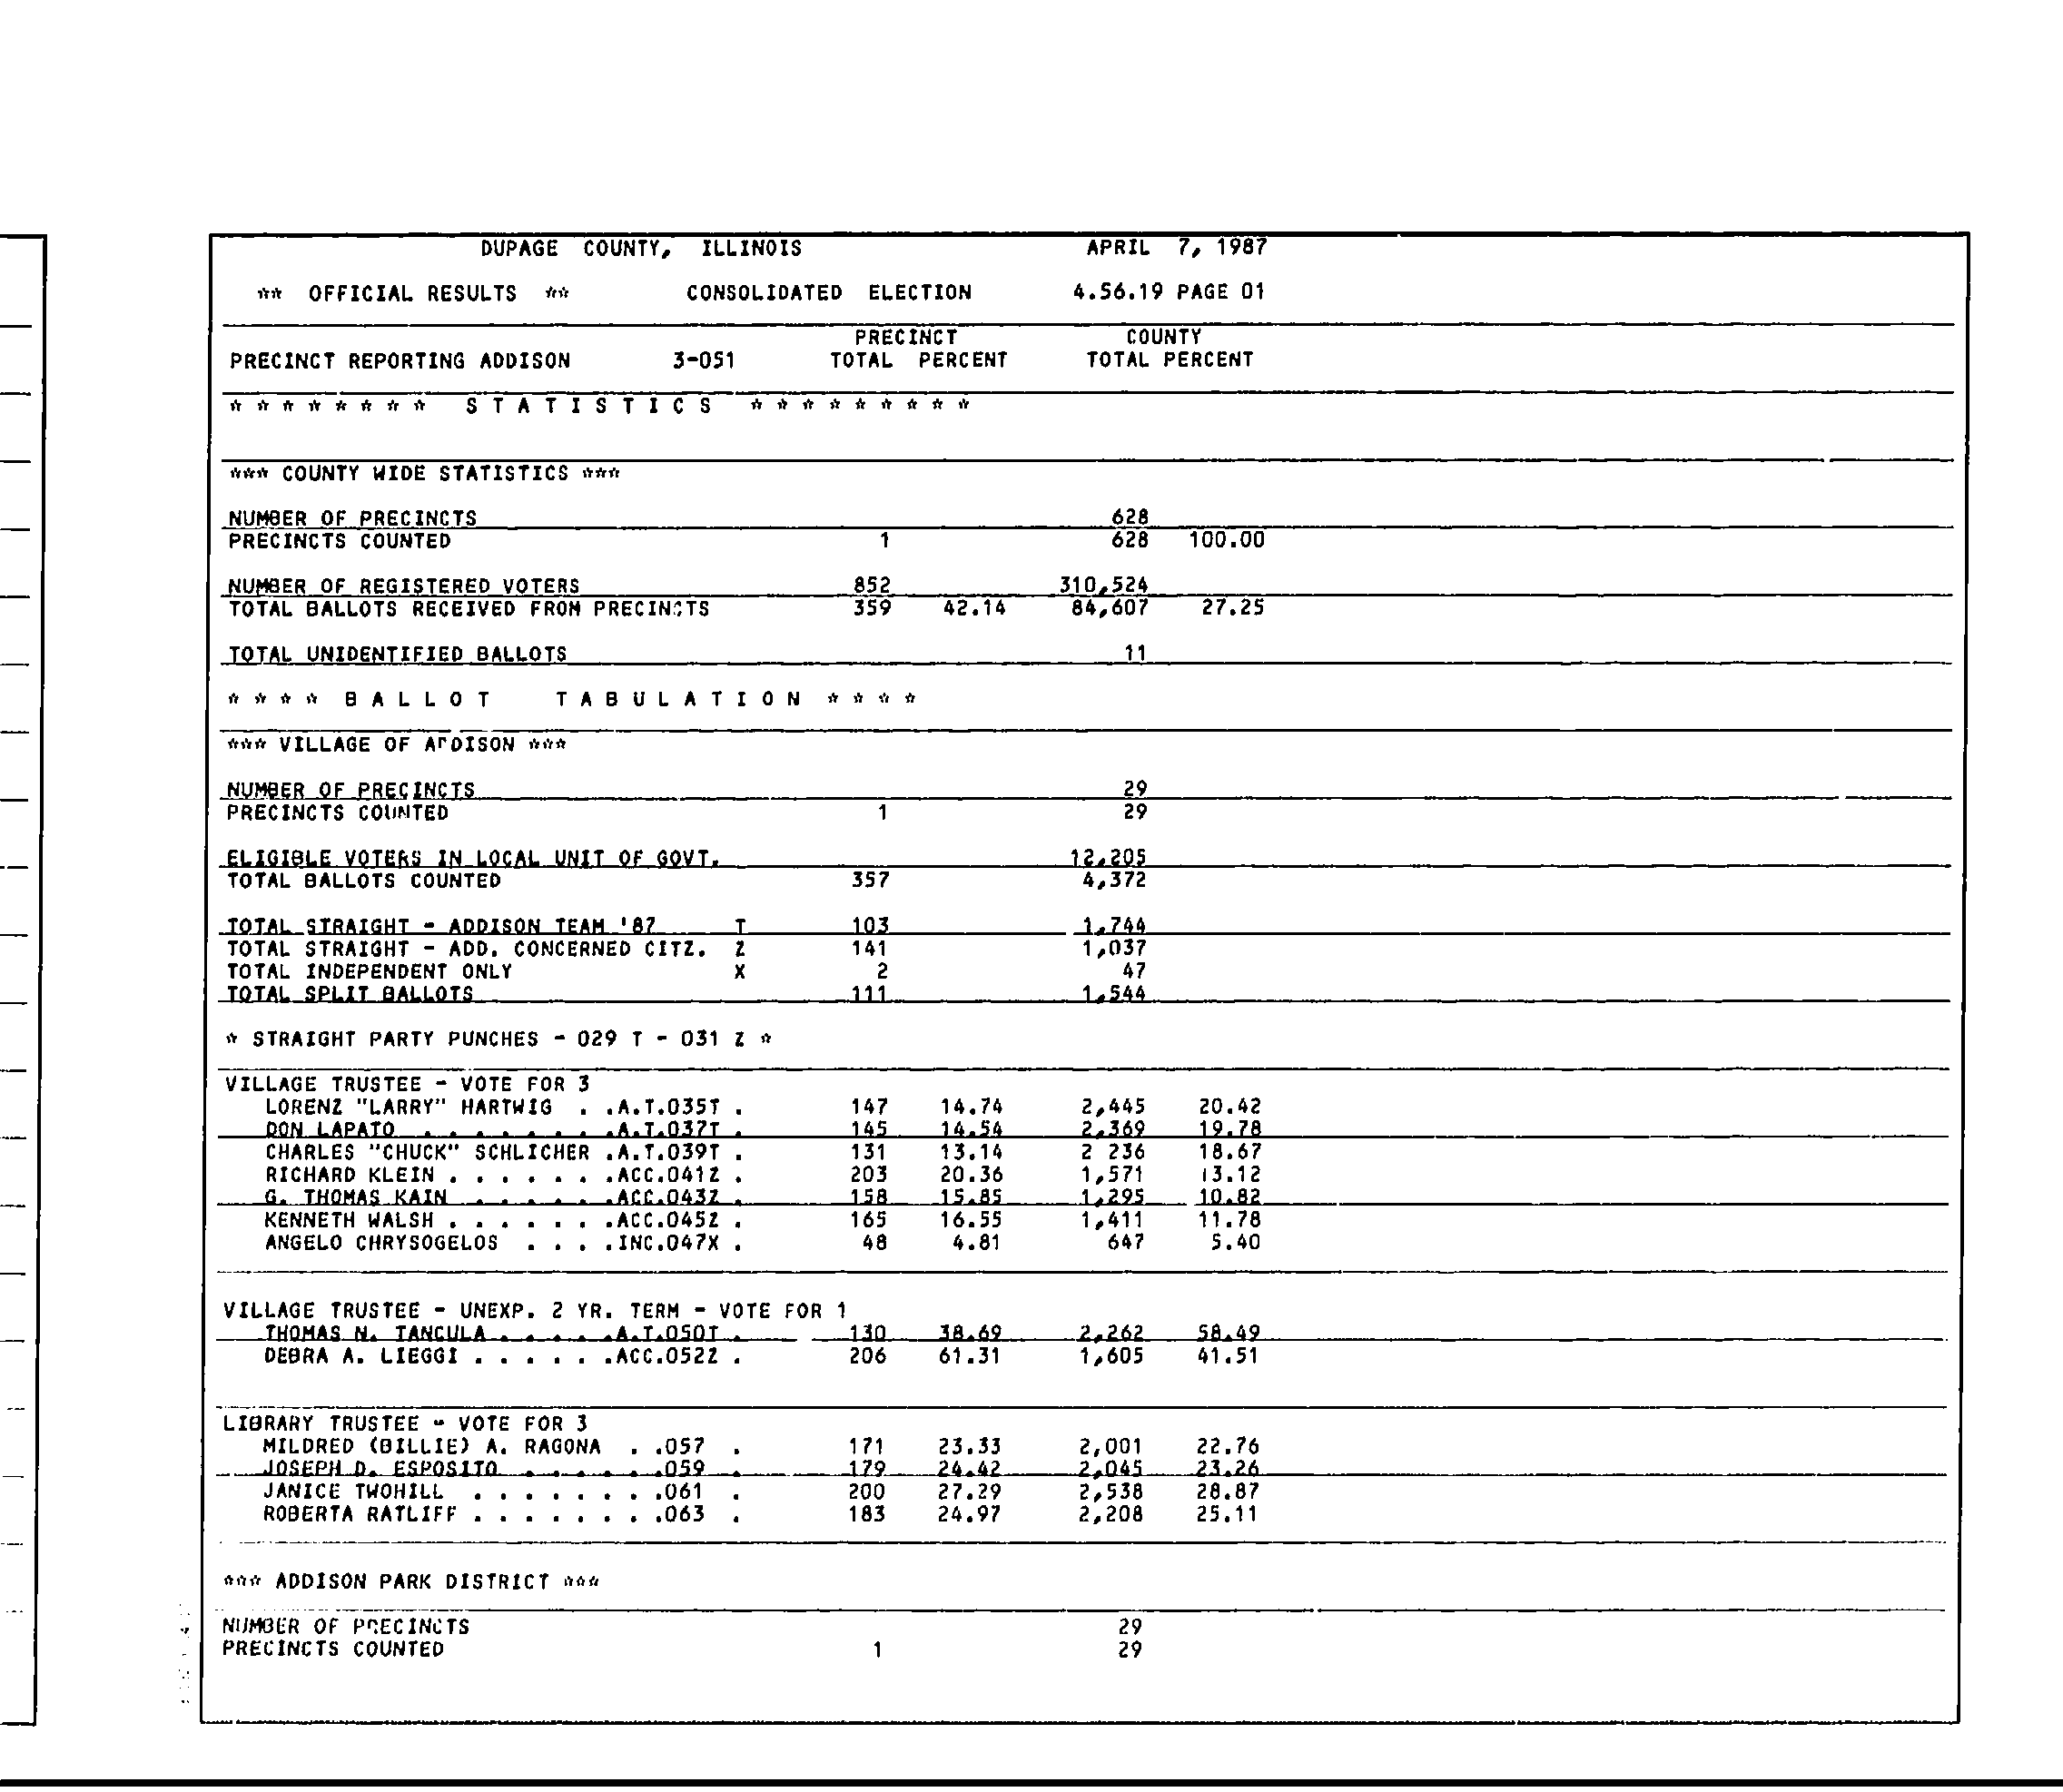 DUPAGE COUNTY, ILLINOIS APRIL 7, 1987
** OFFICIAL RESULTS ** CONSOLIDATED ELECTION 4.56.19 PAGE 01
PRECINCT COUNTY
PRECINCT REPORTING ADDISON 3-051 TOTAL PERCENT TOTAL PERCENT
* * * * * * * * S T A T I S T I C S * * * * * * * * *
*** COUNTY WIDE STATISTICS ***
NUMBER OF PRECINCTS 628
PRECINCTS COUNTED 1 628 100.00
NUMBER OF REGISTERED VOTERS 852 310,524
TOTAL BALLOTS RECEIVED FROM PRECINCTS 359 42.14 84,607 27.25
TOTAL UNIDENTIFIED BALLOTS 11
* * * * B A L L O T T A B U L A T I O N * * * *
*** VILLAGE OF ADDISON ***
NUMBER OF PRECINCTS 29
PRECINCTS COUNTED 1 29
ELIGIBLE VOTERS IN LOCAL UNIT OF GOVT. 12,205
TOTAL BALLOTS COUNTED 357 4,372
TOTAL STRAIGHT - ADDISON TEAM '87 T 103 1,744
TOTAL STRAIGHT - ADD. CONCERNED CITZ. Z 141 1,037
TOTAL INDEPENDENT ONLY X 2 47
TOTAL SPLIT BALLOTS 111 1,544
* STRAIGHT PARTY PUNCHES - 029 T - 031 Z *
VILLAGE TRUSTEE - VOTE FOR 3
LORENZ "LARRY" HARTWIG . .A.T.035T . 147 14.74 2,445 20.42
DON LAPATO . . . . . . . .A.T.037T . 145 14.54 2,369 19.78
CHARLES "CHUCK" SCHLICHER .A.T.039T . 131 13.14 2 236 18.67
RICHARD KLEIN . . . . . . .ACC.041Z . 203 20.36 1,571 13.12
G. THOMAS KAIN . . . . . .ACC.043Z . 158 15.85 1,295 10.82
KENNETH WALSH . . . . . . .ACC.045Z . 165 16.55 1,411 11.78
ANGELO CHRYSOGELOS . . . .INC.047X . 48 4.81 647 5.40
VILLAGE TRUSTEE - UNEXP. 2 YR. TERM - VOTE FOR 1
THOMAS N. TANCULA . . . . .A.T.050T . 130 38.69 2,262 58.49
DEBRA A. LIEGGI . . . . . .ACC.052Z . 206 61.31 1,605 41.51
LIBRARY TRUSTEE - VOTE FOR 3
MILDRED (BILLIE) A. RAGONA . .057 . 171 23.33 2,001 22.76
JOSEPH D. ESPOSITO . . . . . .059 . 179 24.42 2,045 23.26
JANICE TWOHILL . . . . . . . .061 . 200 27.29 2,538 28.87
ROBERTA RATLIFF . . . . . . . .063 . 183 24.97 2,208 25.11
*** ADDISON PARK DISTRICT ***
NUMBER OF PRECINCTS 29
PRECINCTS COUNTED 1 29